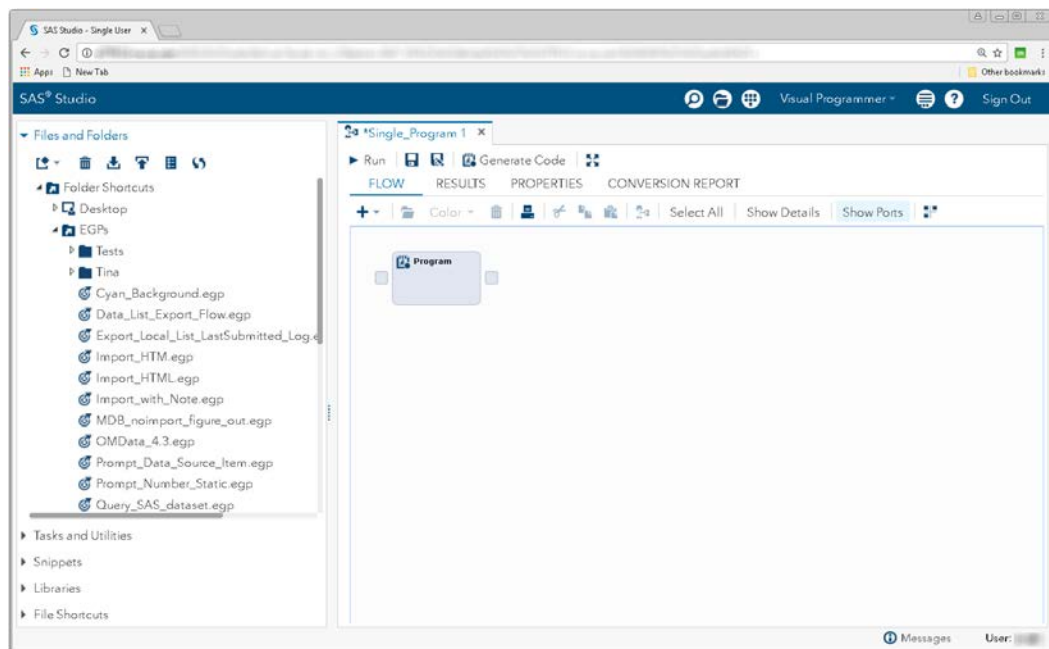 SAS Studio - Single User
Apps New Tab Other bookmarks
SAS® Studio Visual Programmer Sign Out
Files and Folders
Folder Shortcuts
Desktop
EGPs
Tests
Tina
Cyan_Background.egp
Data_List_Export_Flow.egp
Export_Local_List_LastSubmitted_Log.e
Import_HTM.egp
Import_HTML.egp
Import_with_Note.egp
MDB_noimport_figure_out.egp
OMData_4.3.egp
Prompt_Data_Source_Item.egp
Prompt_Number_Static.egp
Query_SAS_dataset.egp
Tasks and Utilities
Snippets
Libraries
File Shortcuts
*Single_Program 1
Run Generate Code
FLOW RESULTS PROPERTIES CONVERSION REPORT
Color Select All Show Details Show Ports
Program
Messages User: